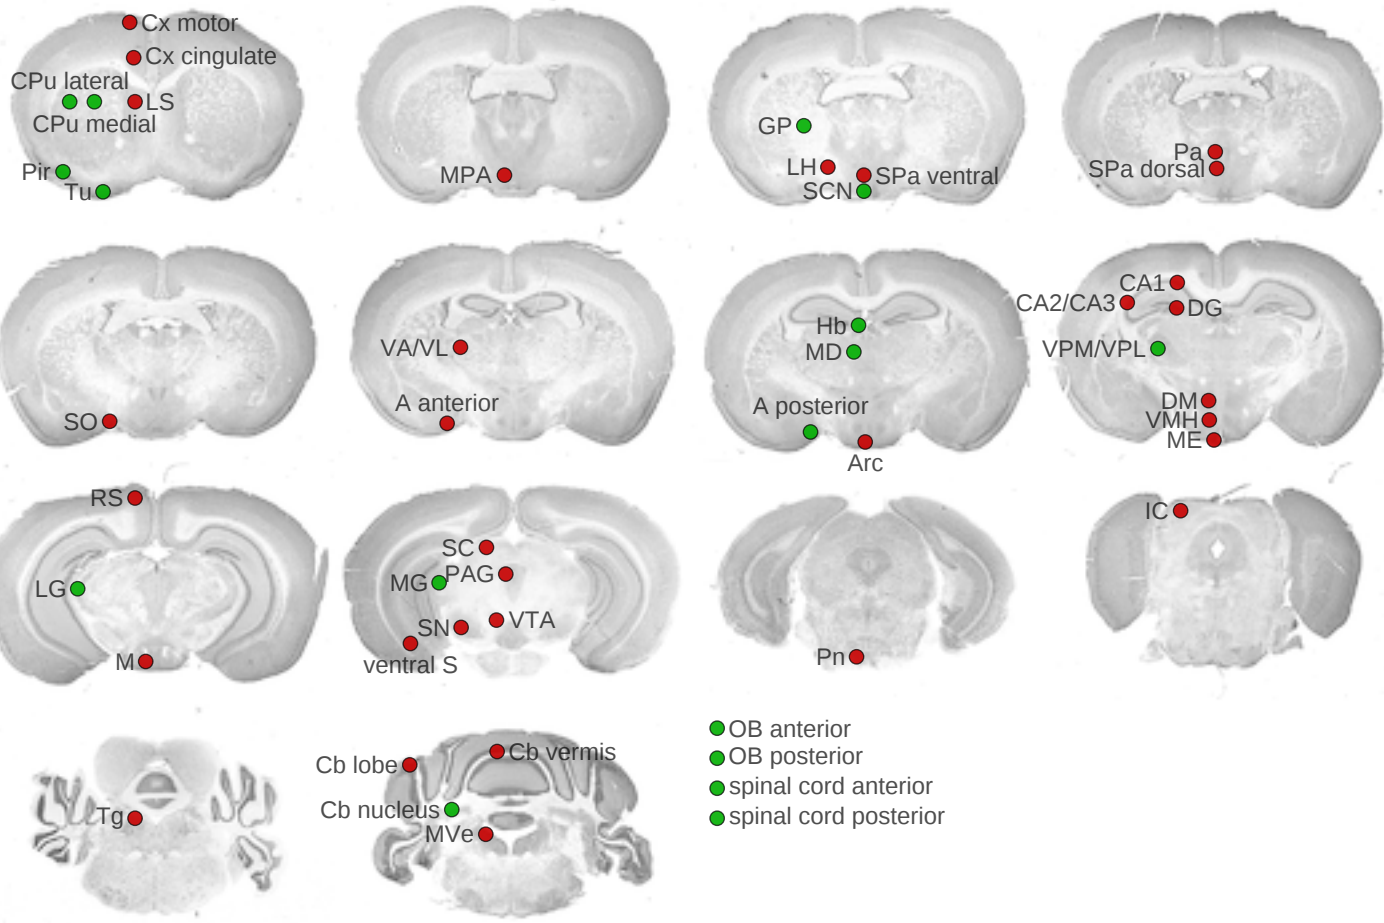 Cx motor
Cx cingulate
CPu lateral
LS
CPu medial
Pir
Tu
MPA
GP
LH
SPa ventral
SCN
Pa
SPa dorsal
SO
VA/VL
A anterior
Hb
MD
A posterior
Arc
CA1
CA2/CA3
DG
VPM/VPL
DM
VMH
ME
RS
LG
M
SC
MG
PAG
SN
VTA
ventral S
Pn
IC
Tg
Cb lobe
Cb vermis
Cb nucleus
MVe
OB anterior
OB posterior
spinal cord anterior
spinal cord posterior